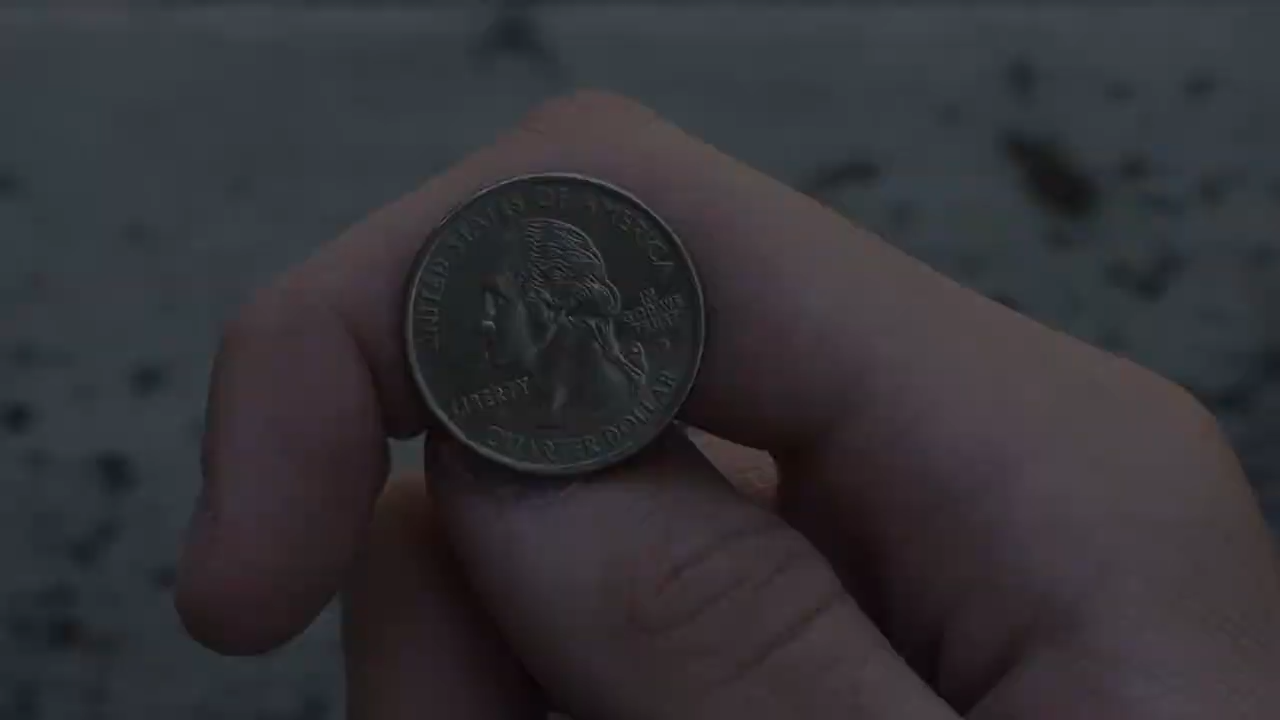 UNITED STATES OF AMERICA
LIBERTY
IN
GOD WE
TRUST
QUARTER DOLLAR